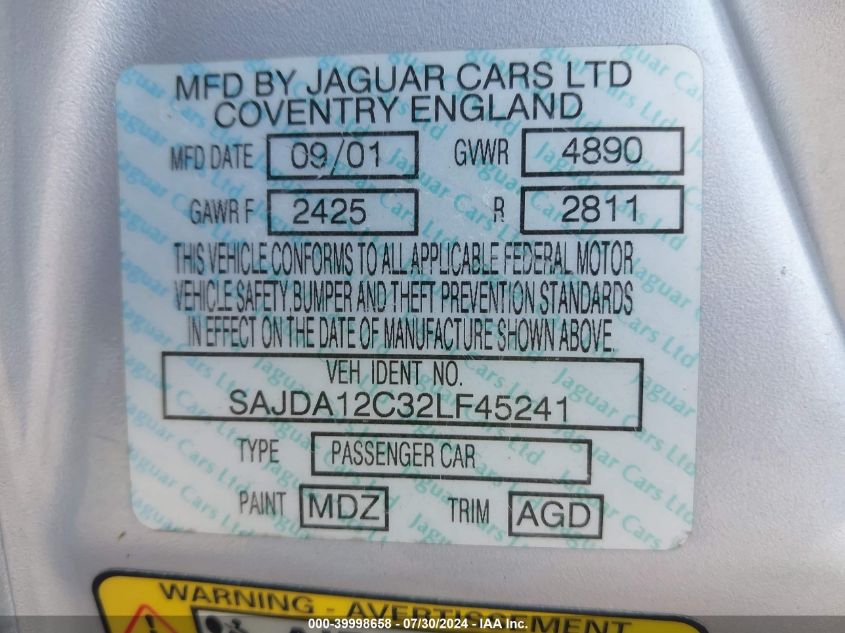 MFD BY JAGUAR CARS LTD
COVENTRY ENGLAND
MFD DATE 09/01 GVWR 4890
GAWR F 2425 R 2811
THIS VEHICLE CONFORMS TO ALL APPLICABLE FEDERAL MOTOR
VEHICLE SAFETY, BUMPER AND THEFT PREVENTION STANDARDS
IN EFFECT ON THE DATE OF MANUFACTURE SHOWN ABOVE.
VEH IDENT NO.
SAJDA12C32LF45241
TYPE PASSENGER CAR
PAINT MDZ TRIM AGD
WARNING - AVERTISSEMENT
000-39998658 - 07/30/2024 - IAA Inc.